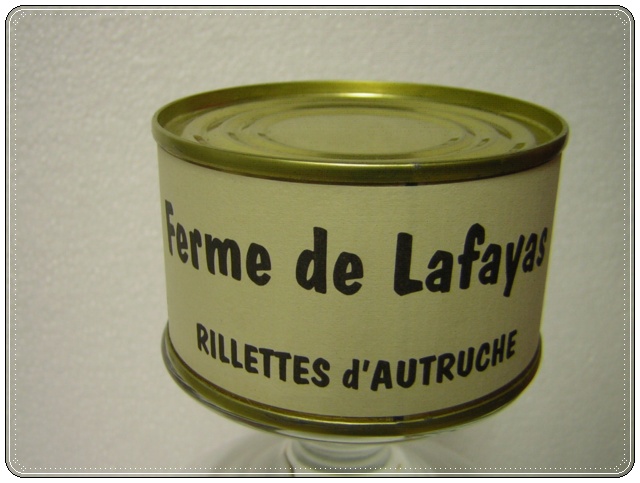 Ferme de Lafayas
RILLETTES d'AUTRUCHE